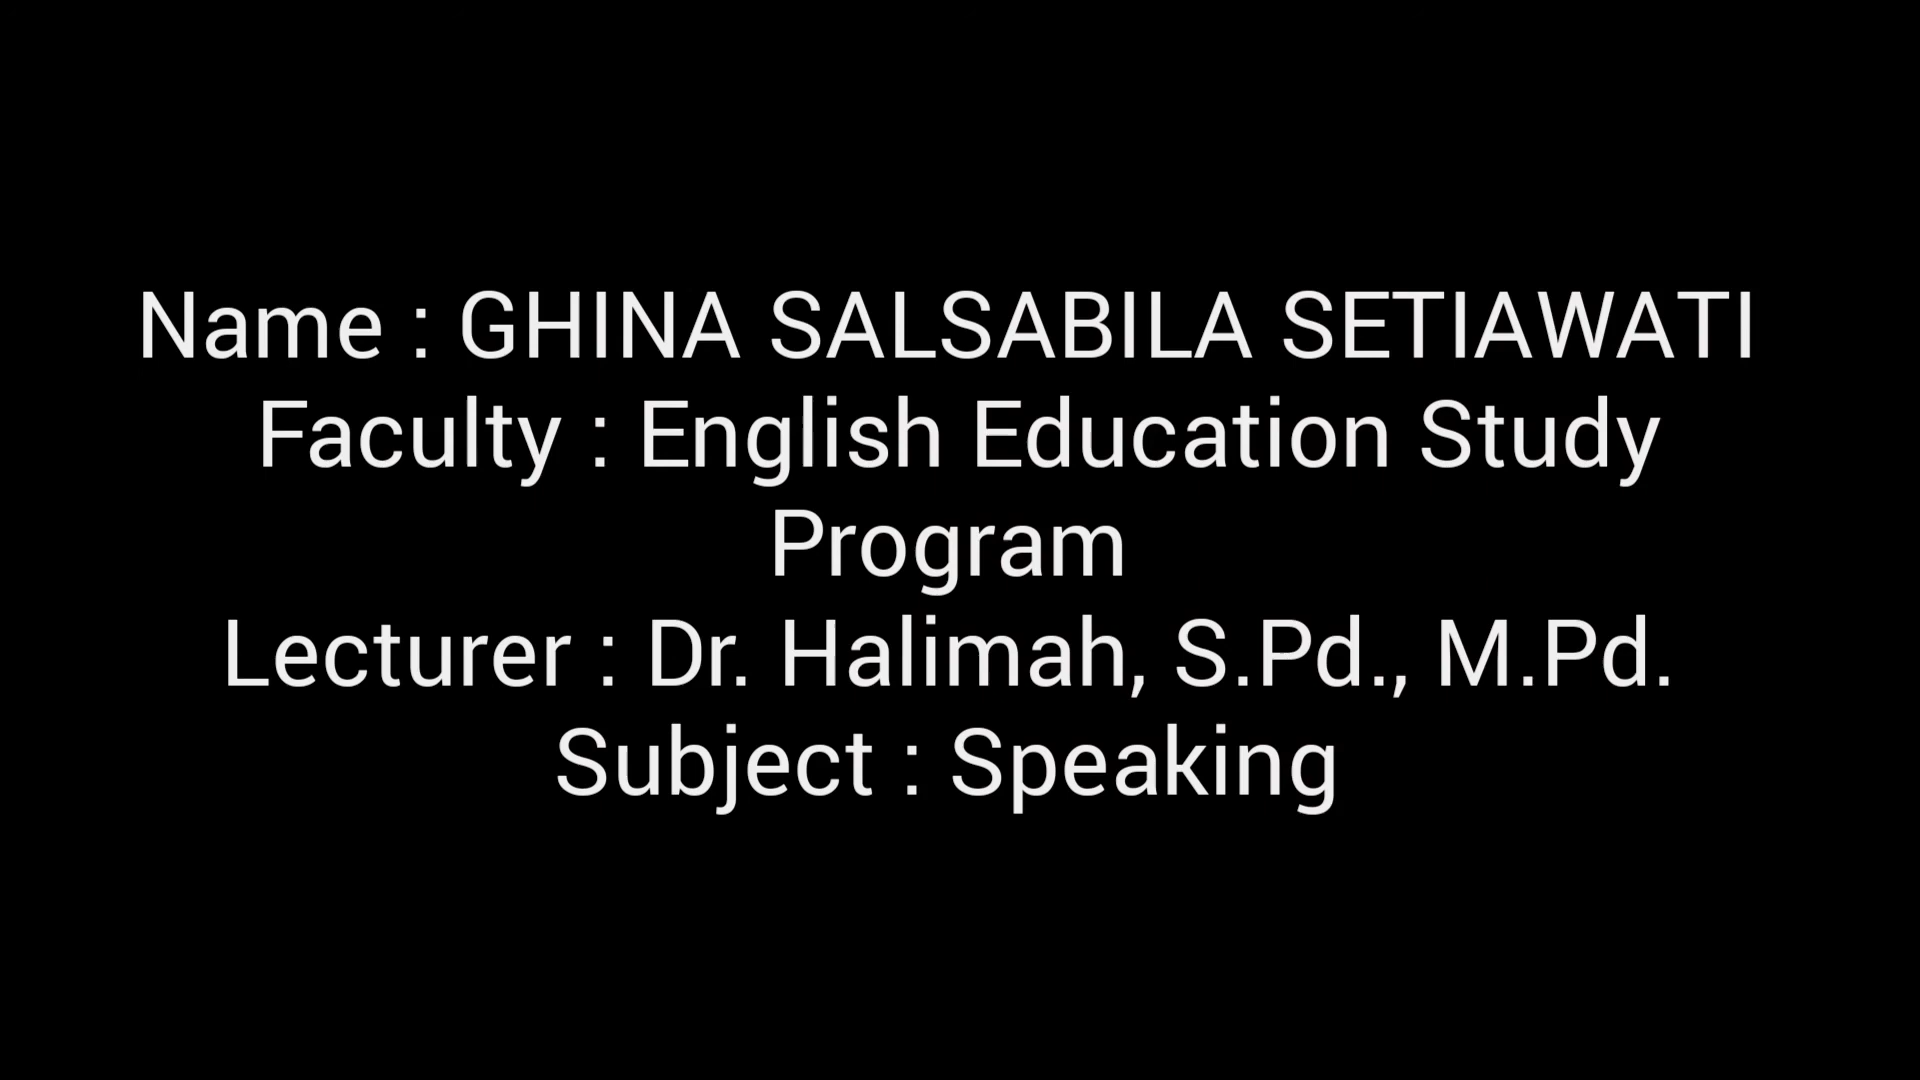 Name : GHINA SALSABILA SETIAWATI
Faculty : English Education Study
Program
Lecturer : Dr. Halimah, S.Pd., M.Pd.
Subject : Speaking